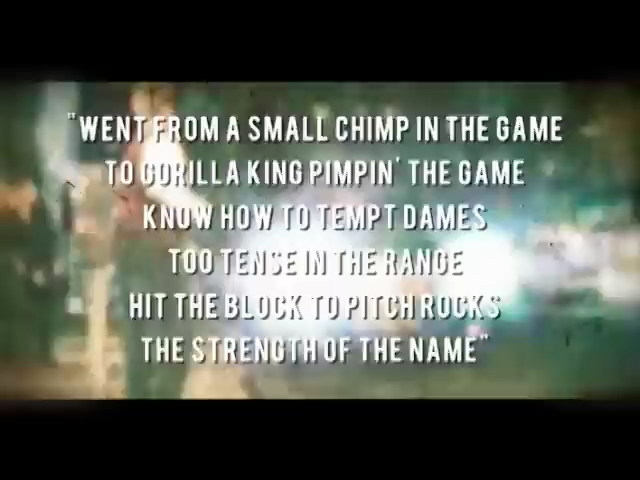 "WENT FROM A SMALL CHIMP IN THE GAME
TO GORILLA KING PIMPIN' THE GAME
KNOW HOW TO TEMPT DAMES
TOO TENSE IN THE RANGE
HIT THE BLOCK TO PITCH ROCKS
THE STRENGTH OF THE NAME"